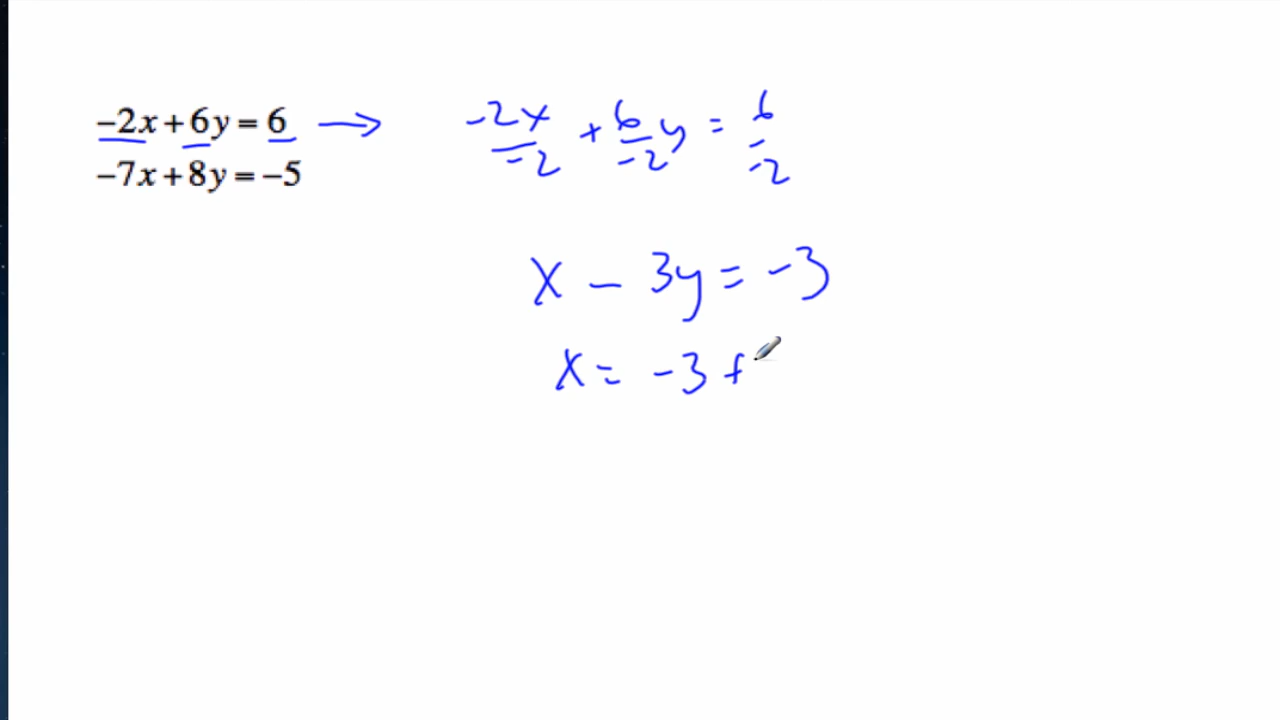 −2x + 6y = 6 → -2x/-2 + 6/-2 y = 6/-2
−7x + 8y = −5
x - 3y = -3
x = -3 +